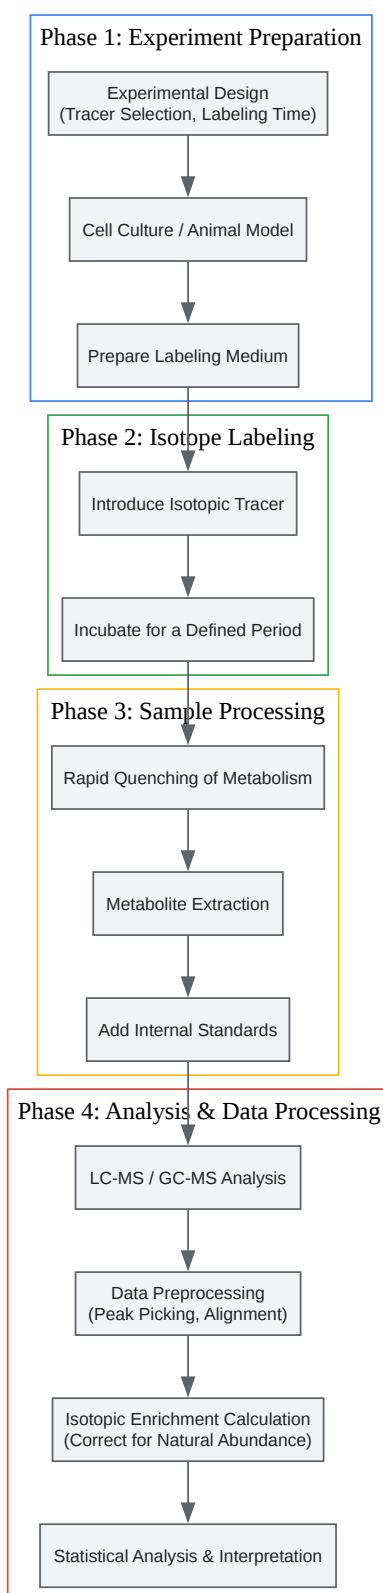 Phase 1: Experiment Preparation
Experimental Design
(Tracer Selection, Labeling Time)
Cell Culture / Animal Model
Prepare Labeling Medium
Phase 2: Isotope Labeling
Introduce Isotopic Tracer
Incubate for a Defined Period
Phase 3: Sample Processing
Rapid Quenching of Metabolism
Metabolite Extraction
Add Internal Standards
Phase 4: Analysis & Data Processing
LC-MS / GC-MS Analysis
Data Preprocessing
(Peak Picking, Alignment)
Isotopic Enrichment Calculation
(Correct for Natural Abundance)
Statistical Analysis & Interpretation